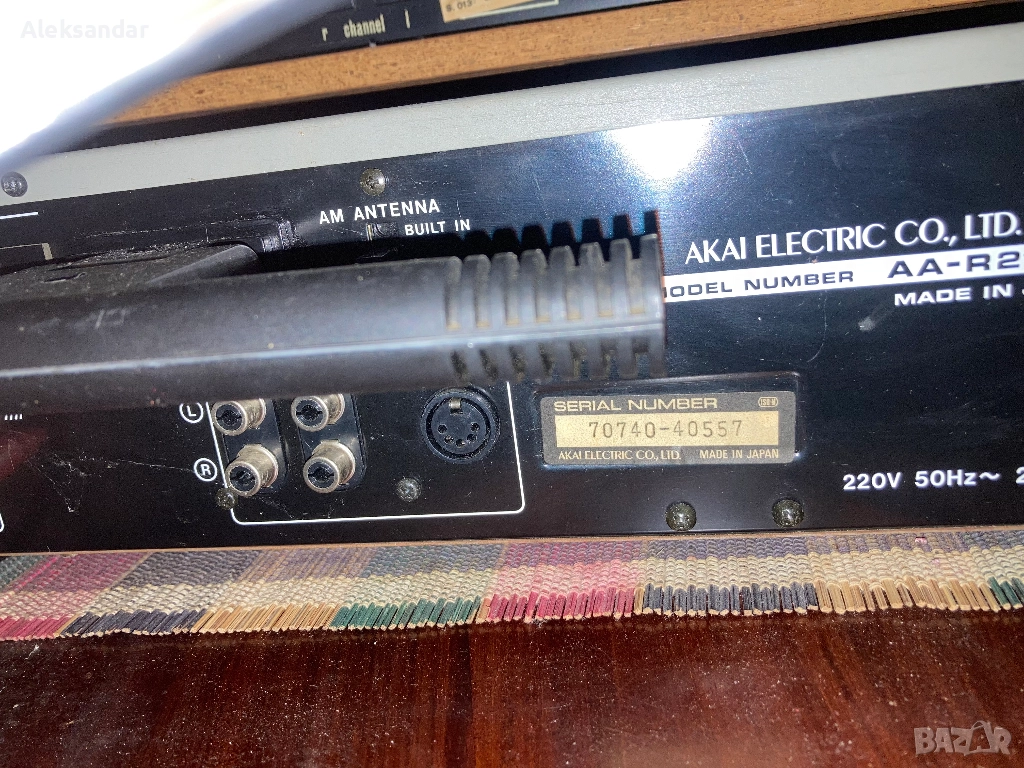 Aleksandar
r channel
AM ANTENNA
BUILT IN
AKAI ELECTRIC CO., LTD.
MODEL NUMBER AA-R2
MADE IN
L
R
SERIAL NUMBER
70740-40557
AKAI ELECTRIC CO., LTD. MADE IN JAPAN
220V 50Hz~ 2
BAZAR